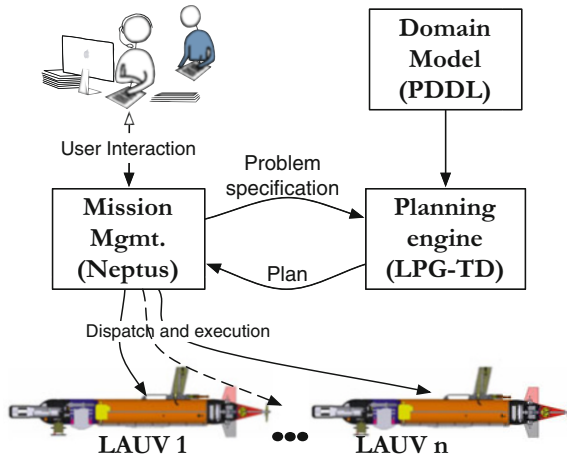 Domain
Model
(PDDL)
User Interaction
Problem
specification
Mission
Mgmt.
(Neptus)
Planning
engine
(LPG-TD)
Plan
Dispatch and execution
LAUV 1
LAUV n